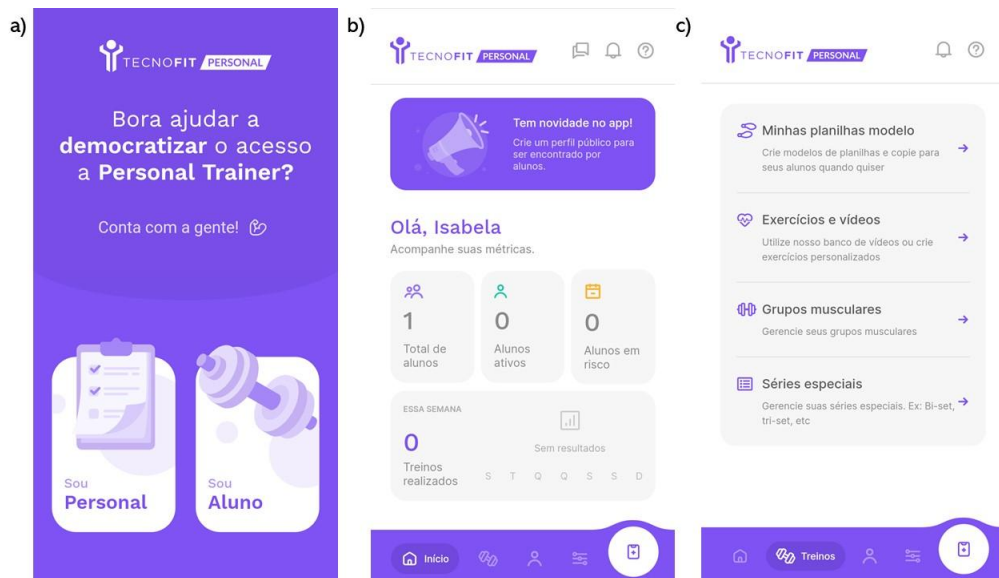 a)
TECNOFIT PERSONAL
Bora ajudar a
democratizar o acesso
a Personal Trainer?
Conta com a gente!
Sou
Personal
Sou
Aluno
b)
TECNOFIT PERSONAL
Tem novidade no app!
Crie um perfil público para
ser encontrado por
alunos.
Olá, Isabela
Acompanhe suas métricas.
1
Total de
alunos
0
Alunos
ativos
0
Alunos em
risco
ESSA SEMANA
0
Treinos
realizados
Sem resultados
S T Q Q S S D
Início
c)
TECNOFIT PERSONAL
Minhas planilhas modelo
Crie modelos de planilhas e copie para
seus alunos quando quiser
Exercícios e vídeos
Utilize nosso banco de vídeos ou crie
exercícios personalizados
Grupos musculares
Gerencie seus grupos musculares
Séries especiais
Gerencie suas séries especiais. Ex: Bi-set,
tri-set, etc
Treinos